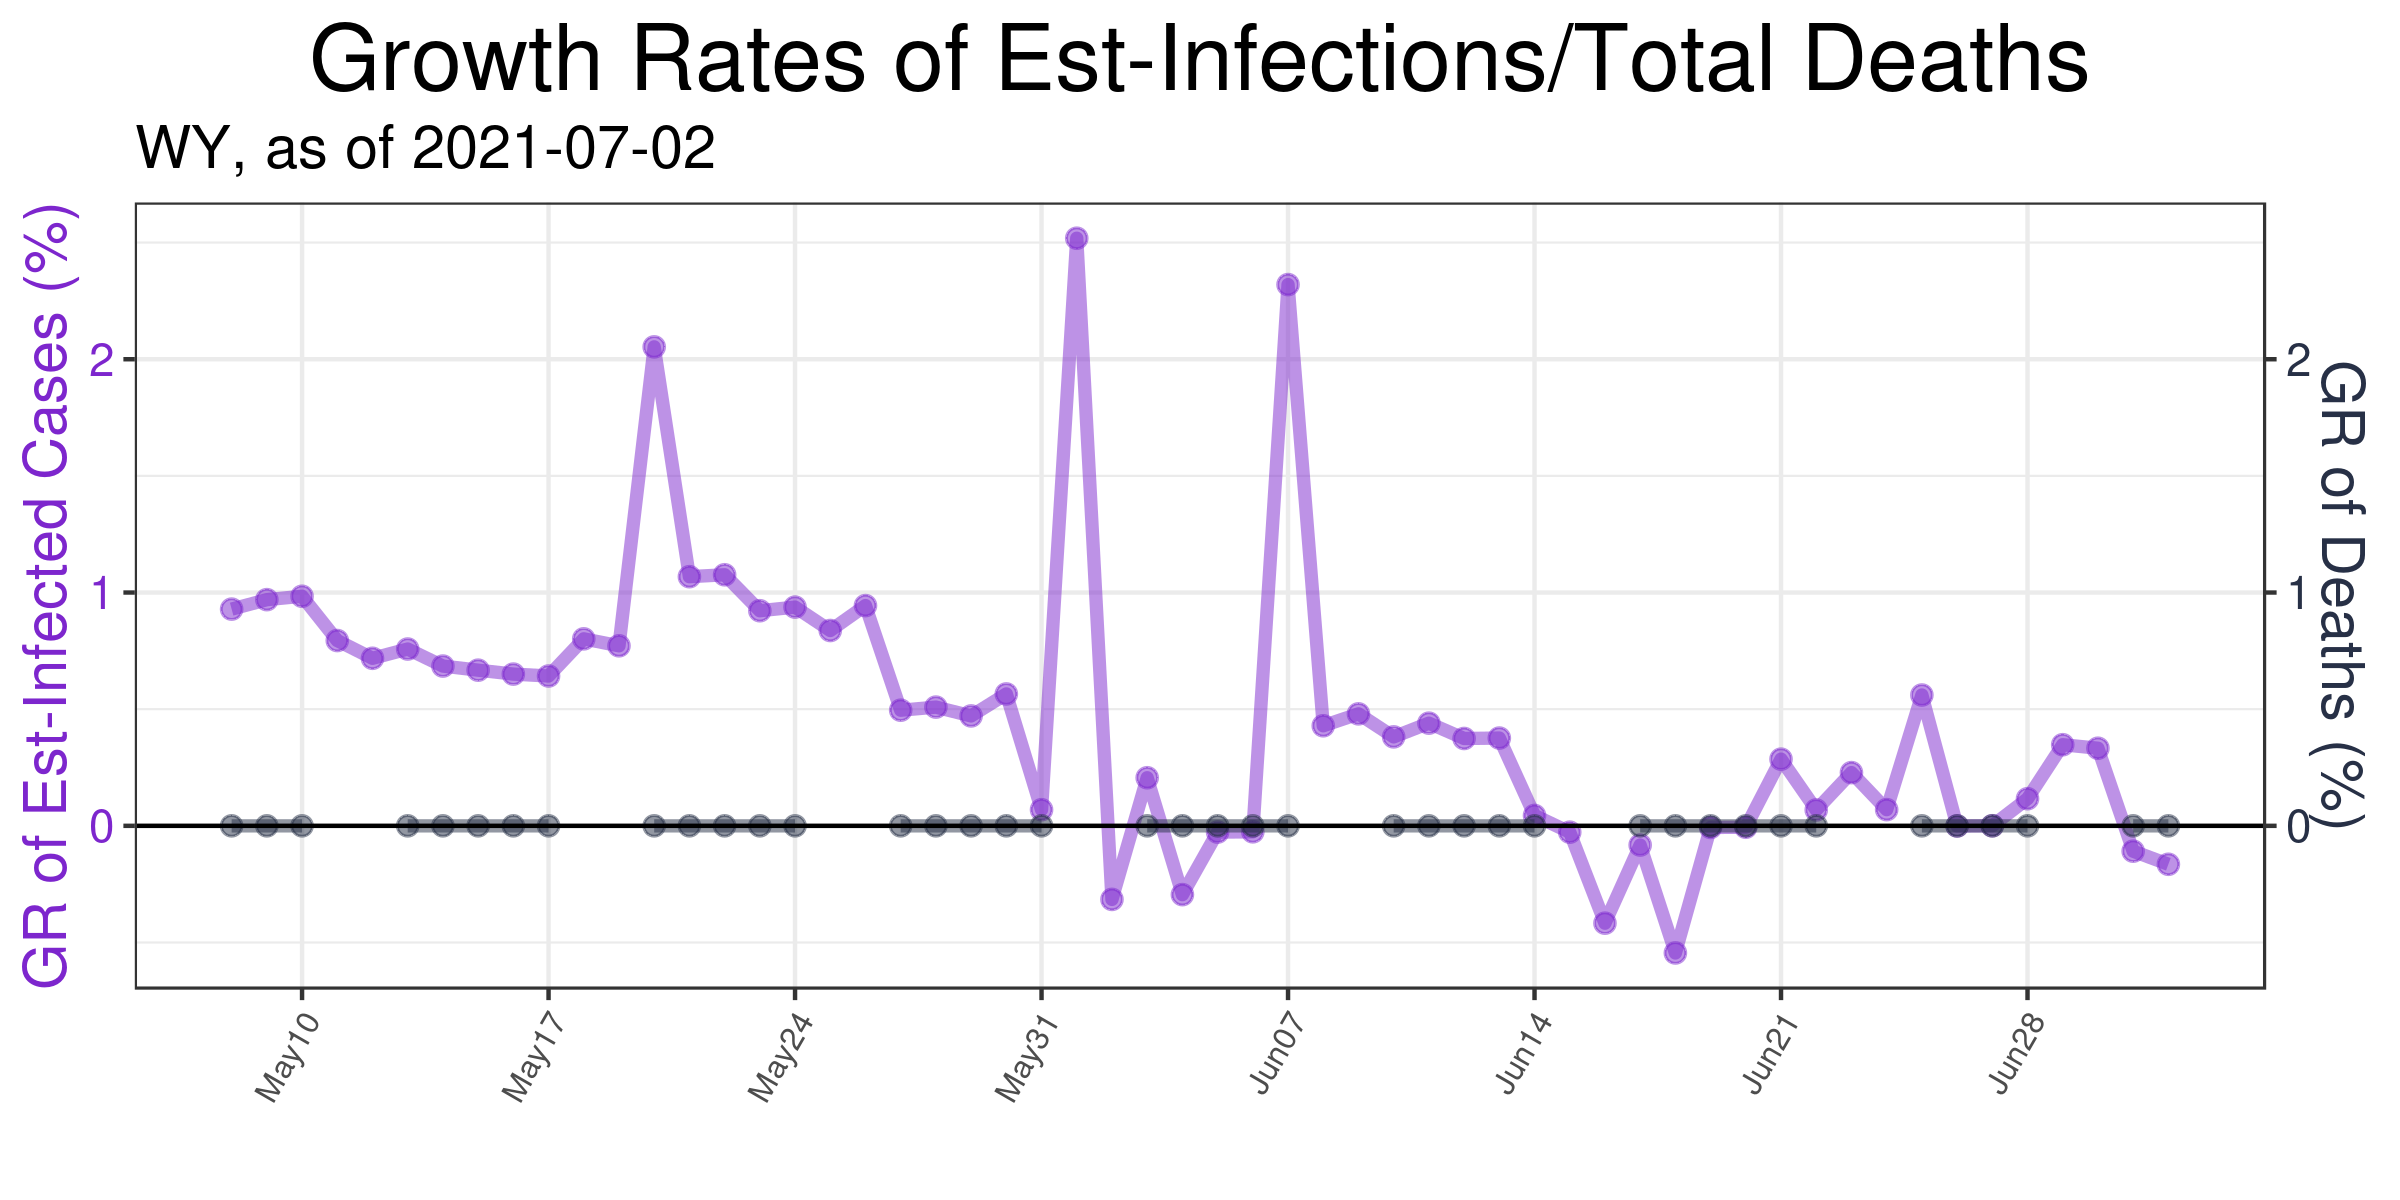 Growth Rates of Est-Infections/Total Deaths
WY, as of 2021-07-02
GR of Est-Infected Cases (%)
2
1
0
2
1
0
GR of Deaths (%)
May10
May17
May24
May31
Jun07
Jun14
Jun21
Jun28